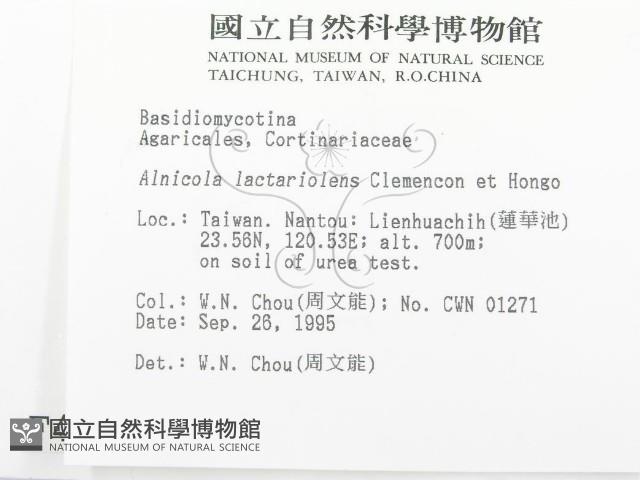 國立自然科學博物館
NATIONAL MUSEUM OF NATURAL SCIENCE
TAICHUNG, TAIWAN, R.O.CHINA
Basidiomycotina
Agaricales, Cortinariaceae
Alnicola lactariolens Clemencon et Hongo
Loc.: Taiwan. Nantou: Lienhuachih(蓮華池)
23.56N, 120.53E; alt. 700m;
on soil of urea test.
Col.: W.N. Chou(周文能); No. CWN 01271
Date: Sep. 26, 1995
Det.: W.N. Chou(周文能)
國立自然科學博物館
NATIONAL MUSEUM OF NATURAL SCIENCE